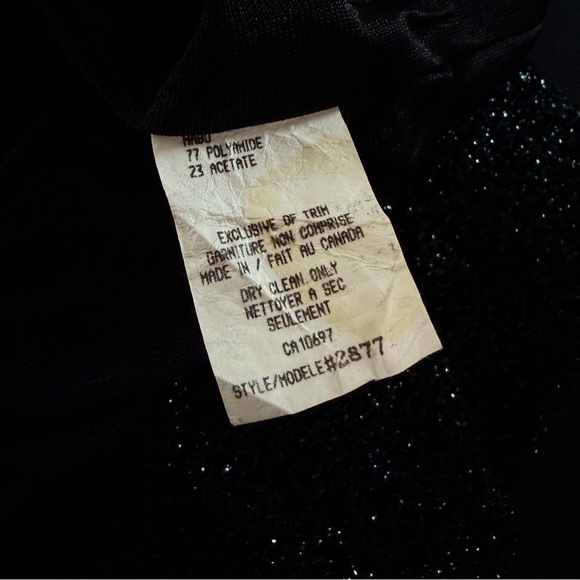 77 POLYAMIDE
23 ACETATE
EXCLUSIVE OF TRIM
GARNITURE NON COMPRISE
MADE IN / FAIT AU CANADA
DRY CLEAN ONLY
NETTOYER A SEC
SEULEMENT
CA10697
STYLE/MODELE#2877